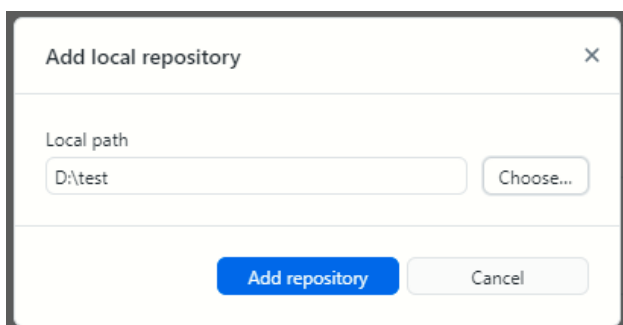 Add local repository
Local path
D:\test
Choose...
Add repository
Cancel